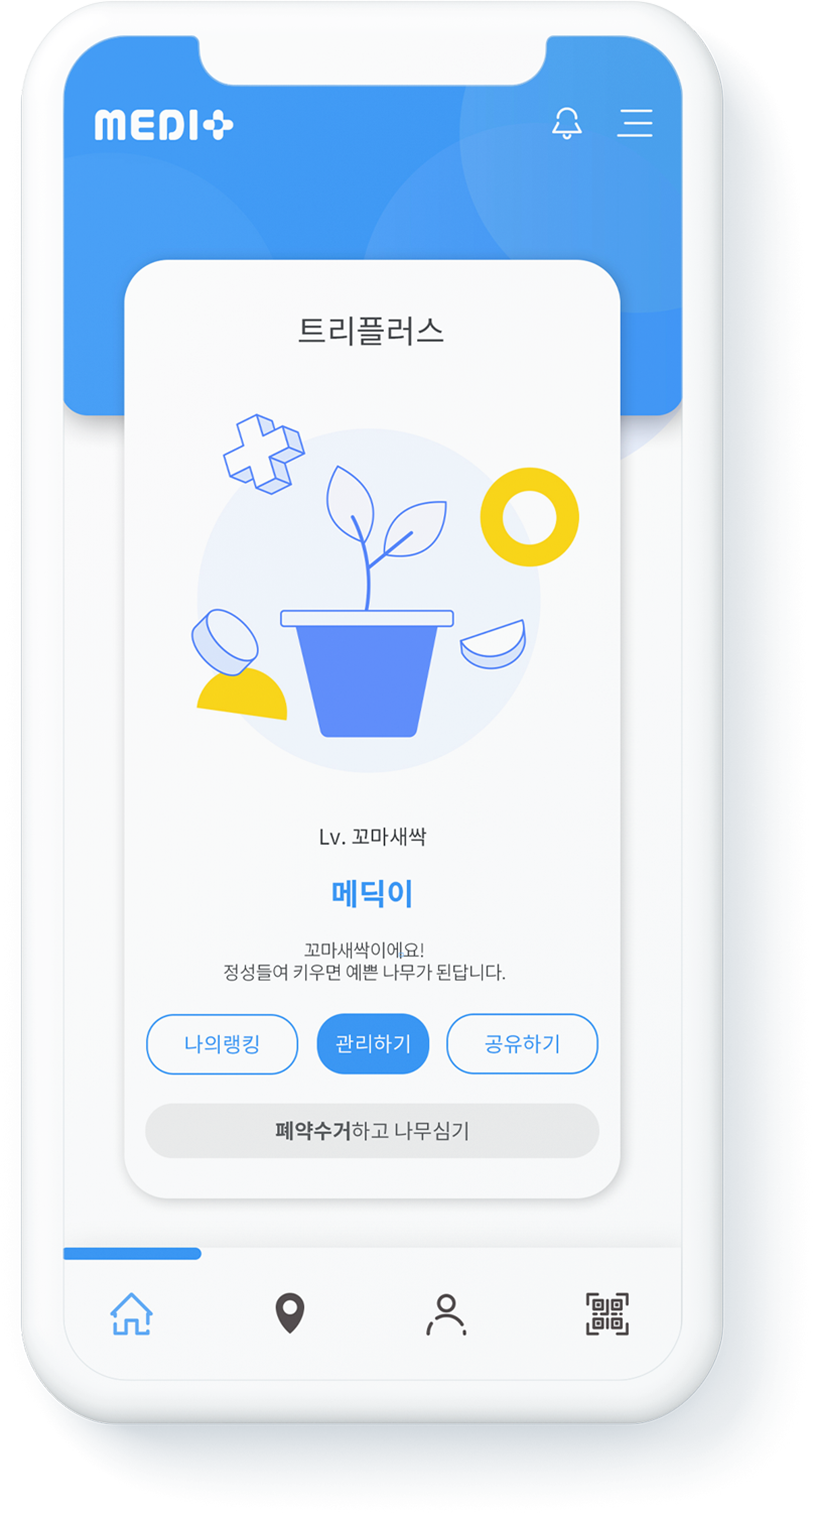 MEDI+
트리플러스
Lv. 꼬마새싹
메딕이
꼬마새싹이에요!
정성들여 키우면 예쁜 나무가 된답니다.
나의랭킹
관리하기
공유하기
폐약수거하고 나무심기